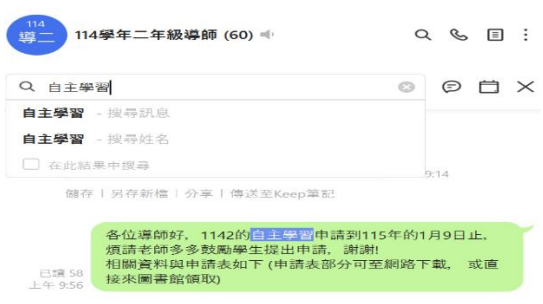 114
導二
114學年二年級導師 (60)
自主學習
自主學習 - 搜尋訊息
自主學習 - 搜尋姓名
在此結果中搜尋
9:14
儲存 | 另存新檔 | 分享 | 傳送至Keep筆記
各位導師好, 1142的自主學習申請到115年的1月9日止,
煩請老師多多鼓勵學生提出申請, 謝謝!
相關資料與申請表如下 (申請表部分可至網路下載, 或直
接來圖書館領取)
已讀 58
上午 9:56